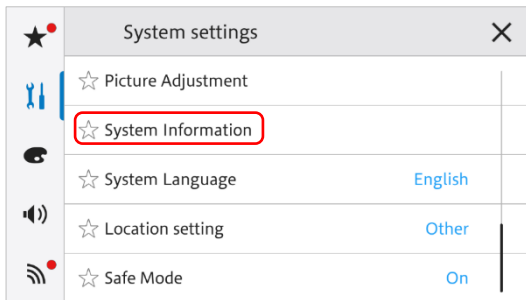 System settings
Picture Adjustment
System Information
System Language English
Location setting Other
Safe Mode On